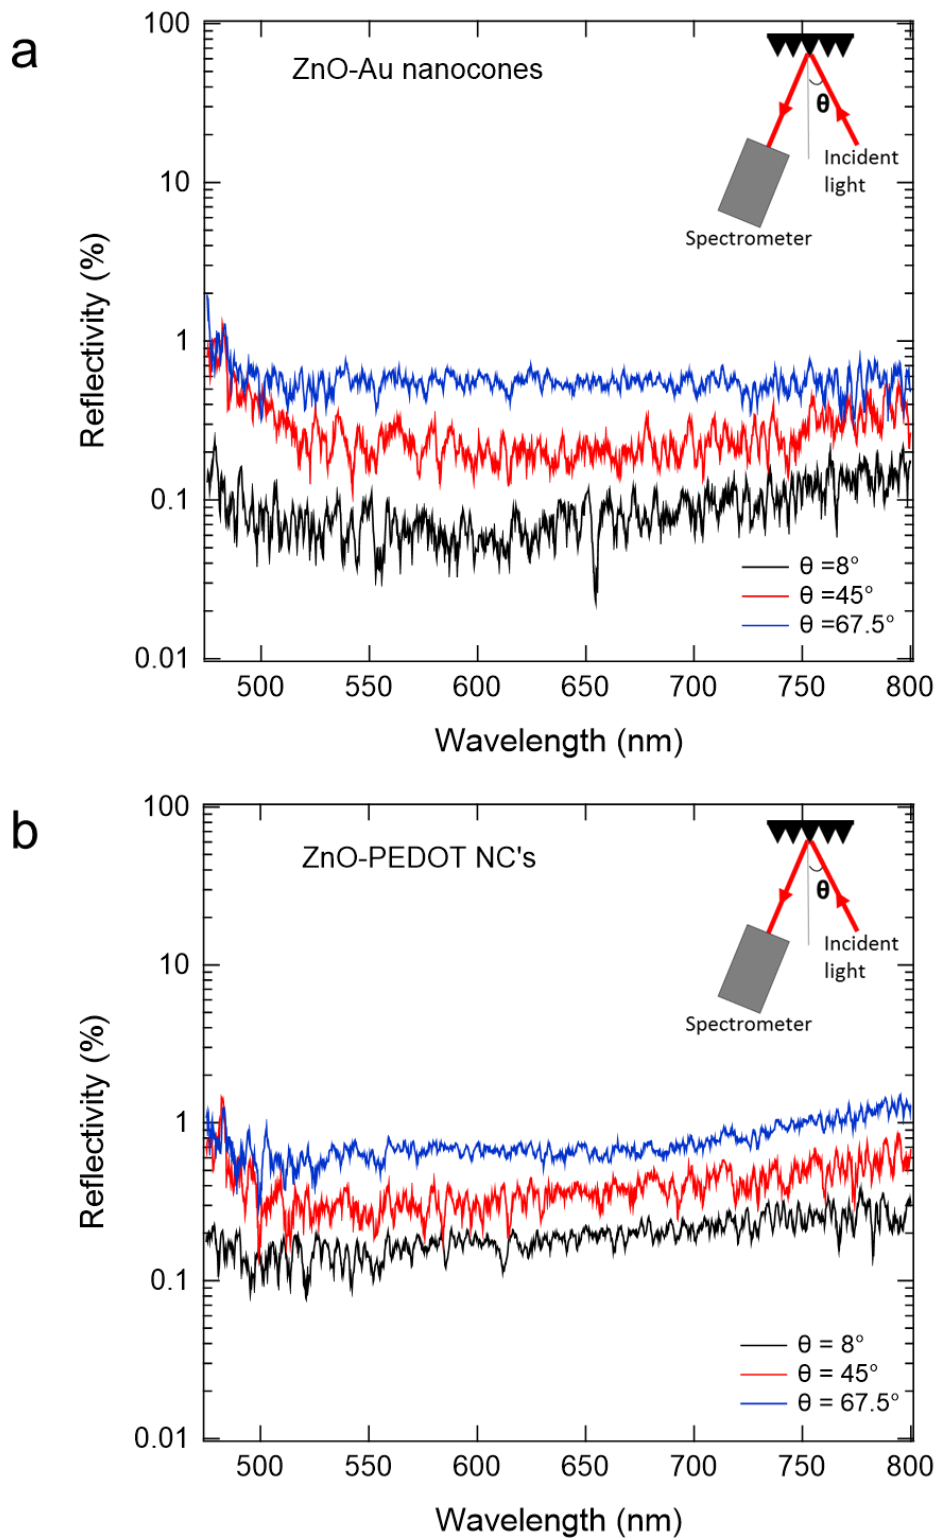 a
ZnO-Au nanocones
θ
Incident
light
Spectrometer
100
10
1
0.1
0.01
Reflectivity (%)
θ =8°
θ =45°
θ =67.5°
500 550 600 650 700 750 800
Wavelength (nm)
b
ZnO-PEDOT NC's
θ
Incident
light
Spectrometer
100
10
1
0.1
0.01
Reflectivity (%)
θ = 8°
θ = 45°
θ = 67.5°
500 550 600 650 700 750 800
Wavelength (nm)